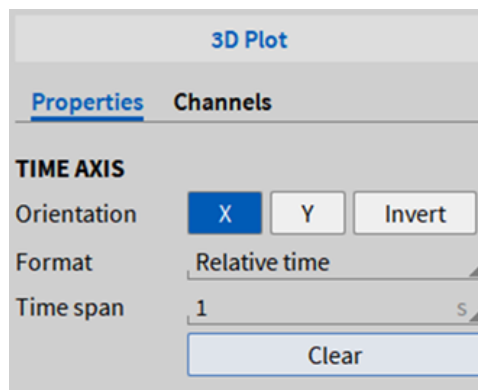 3D Plot
Properties Channels
TIME AXIS
Orientation X Y Invert
Format Relative time
Time span 1 s
Clear